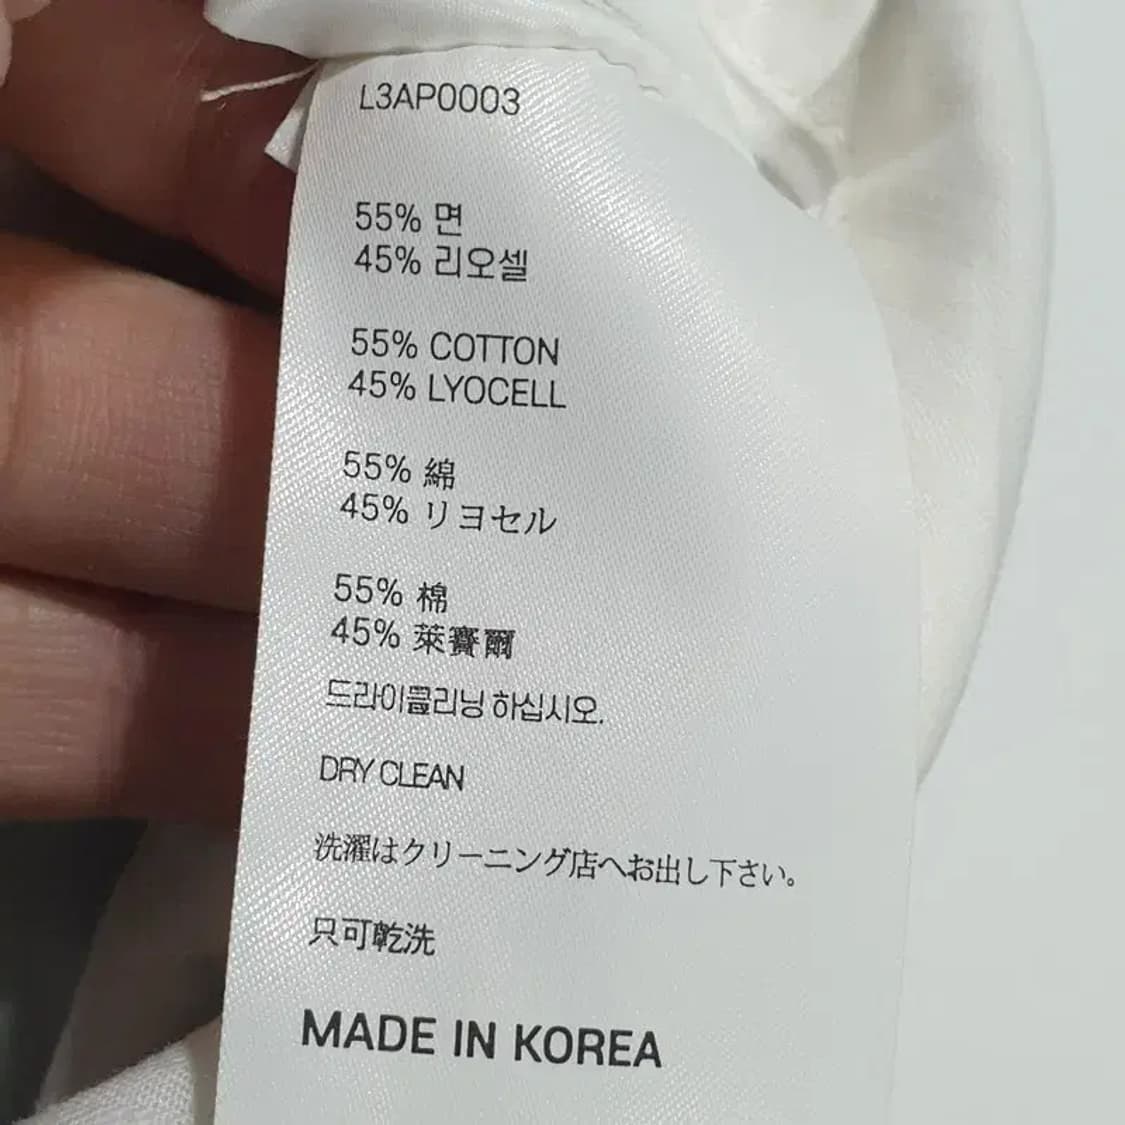 L3AP0003
55% 면
45% 리오셀
55% COTTON
45% LYOCELL
55% 綿
45% リヨセル
55% 棉
45% 萊賽爾
드라이클리닝 하십시오.
DRY CLEAN
洗濯はクリーニング店へお出し下さい。
只可乾洗
MADE IN KOREA